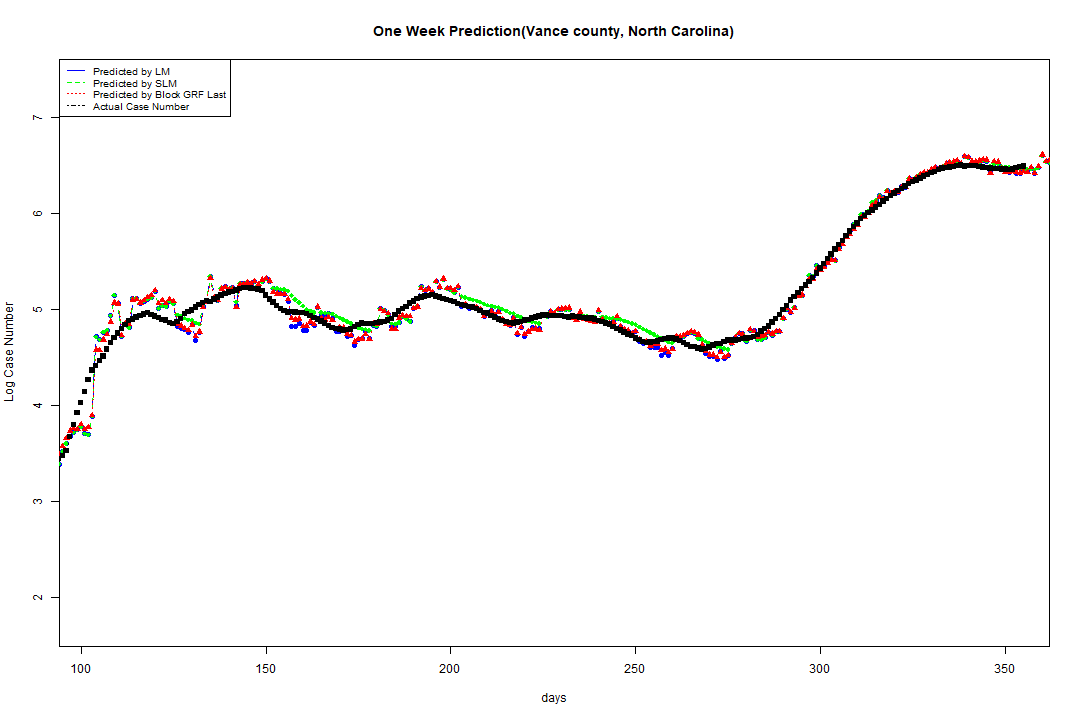 One Week Prediction(Vance county, North Carolina)
Predicted by LM
Predicted by SLM
Predicted by Block GRF Last
Actual Case Number
7
6
5
4
3
2
Log Case Number
100 150 200 250 300 350
days